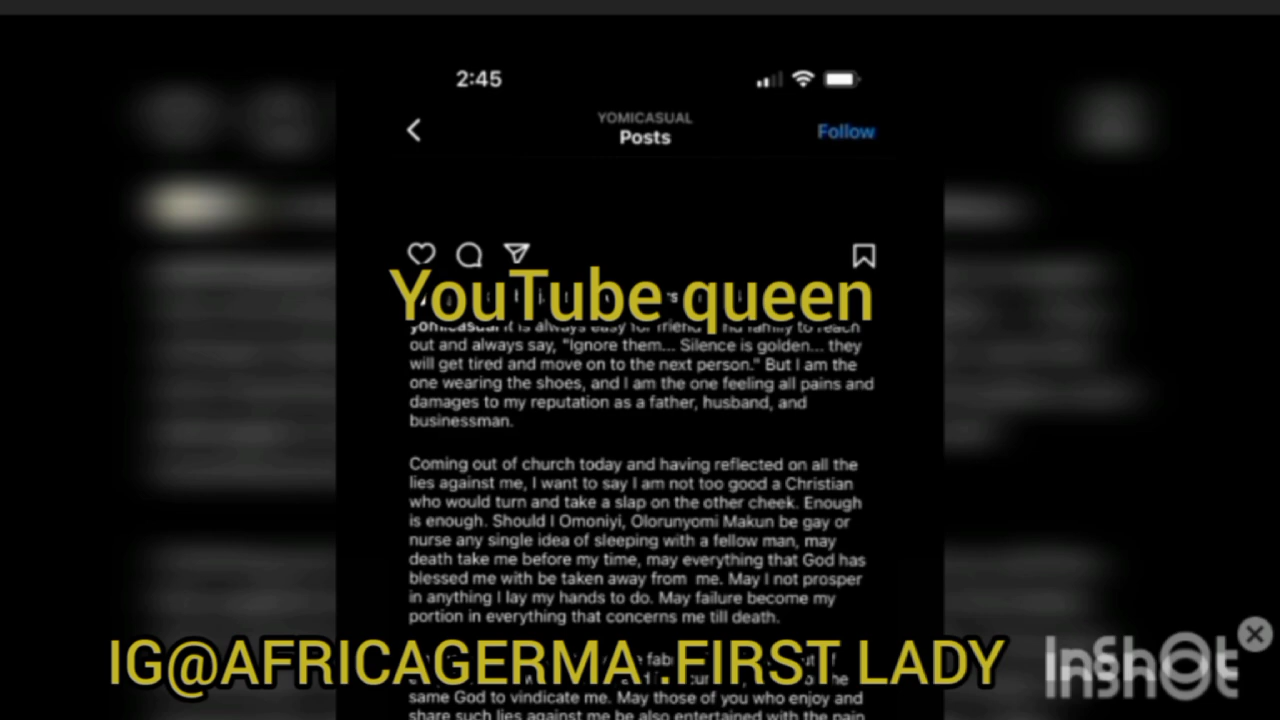 2:45
YOMICASUAL
Posts
Follow
YouTube queen
yomicasual It is always easy for friend family to reach
out and always say, "Ignore them... Silence is golden... they
will get tired and move on to the next person." But I am the
one wearing the shoes, and I am the one feeling all pains and
damages to my reputation as a father, husband, and
businessman.
Coming out of church today and having reflected on all the
lies against me, I want to say I am not too good a Christian
who would turn and take a slap on the other cheek. Enough
is enough. Should I Omoniyi, Olorunyomi Makun be gay or
nurse any single idea of sleeping with a fellow man, may
death take me before my time, may everything that God has
blessed me with be taken away from me. May I not prosper
in anything I lay my hands to do. May failure become my
portion in everything that concerns me till death.
IG@AFRICAGERMA.FIRST LADY
InShOt
same God to vindicate me. May those of you who enjoy and
share such lies against me be also entertained with the pain